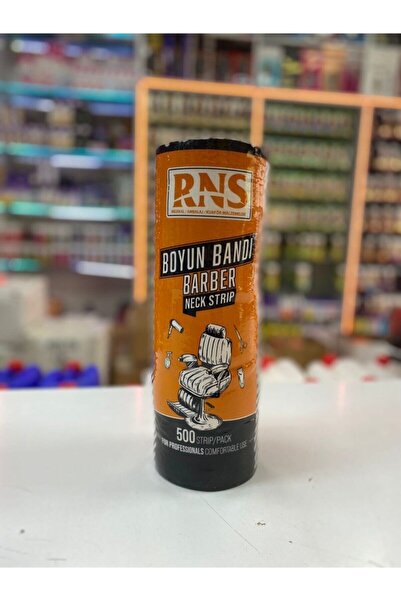 RNS
BOYUN BANDI
BARBER
NECK STRIP
500 STRIP/PACK
FOR PROFESSIONALS COMFORTABLE USE